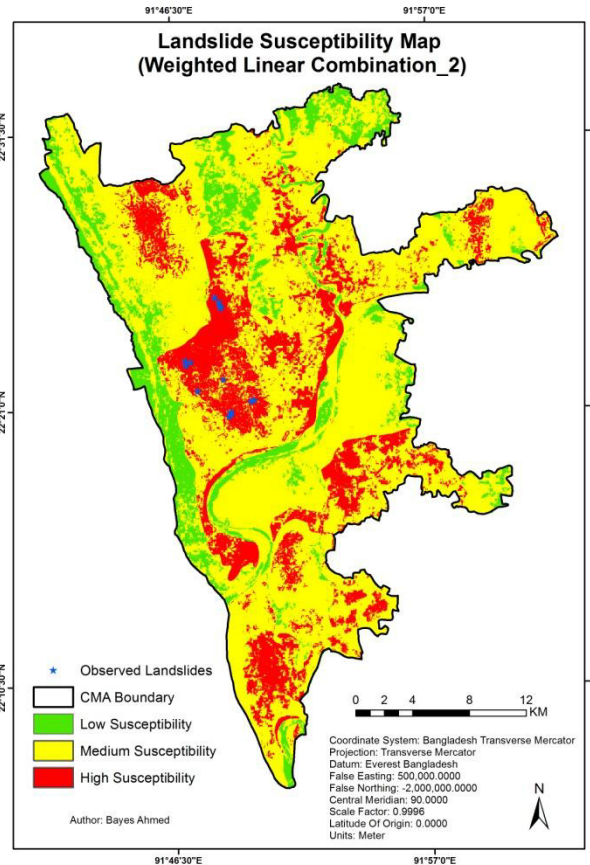 91°46'30"E 91°57'0"E
Landslide Susceptibility Map
(Weighted Linear Combination_2)
22°31'30"N
22°21'0"N
22°10'30"N
Observed Landslides
CMA Boundary
Low Susceptibility
Medium Susceptibility
High Susceptibility
Author: Bayes Ahmed
0 2 4 8 12
KM
Coordinate System: Bangladesh Transverse Mercator
Projection: Transverse Mercator
Datum: Everest Bangladesh
False Easting: 500,000.0000
False Northing: -2,000,000.0000
Central Meridian: 90.0000
Scale Factor: 0.9996
Latitude Of Origin: 0.0000
Units: Meter
N
91°46'30"E 91°57'0"E